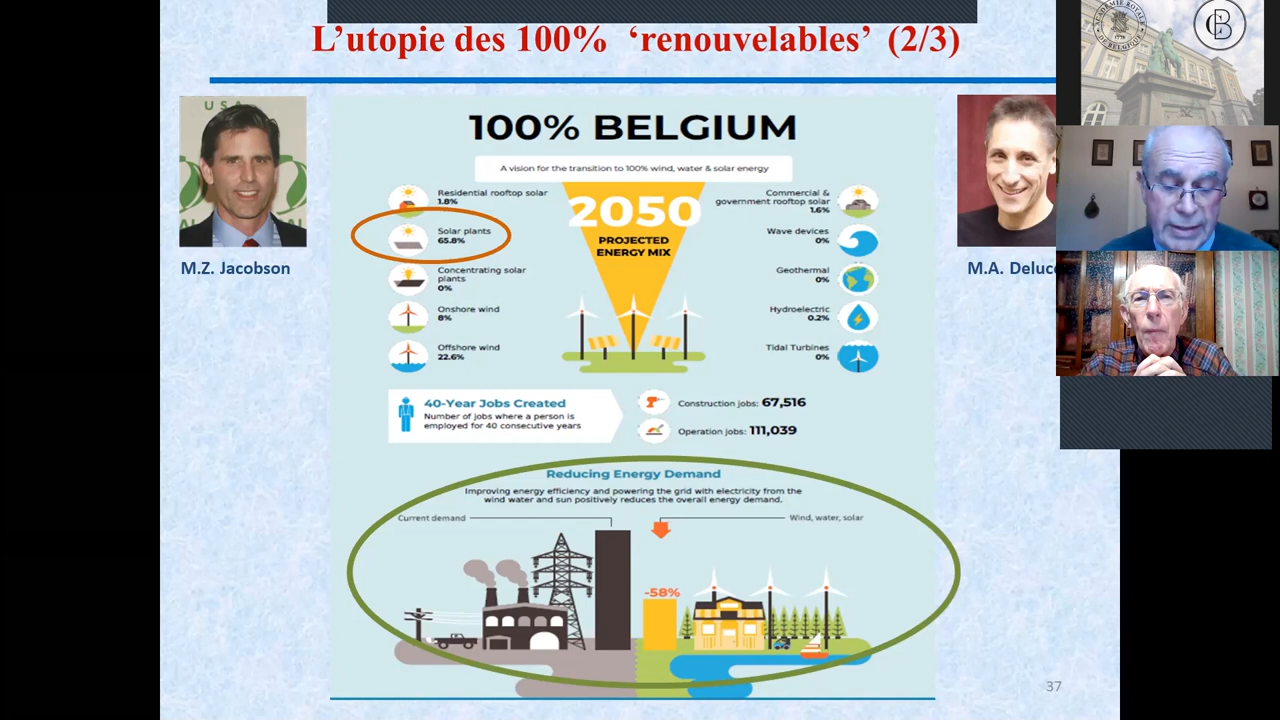 L’utopie des 100% ‘renouvelables’ (2/3)
ACADÉMIE ROYALE
DE BELGIQUE
USA
M.Z. Jacobson
M.A. Deluc
100% BELGIUM
A vision for the transition to 100% wind, water & solar energy
Residential rooftop solar
1.8%
Solar plants
65.8%
Concentrating solar
plants
0%
Onshore wind
8%
Offshore wind
22.6%
2050
PROJECTED
ENERGY MIX
Commercial &
government rooftop solar
1.6%
Wave devices
0%
Geothermal
0%
Hydroelectric
0.2%
Tidal Turbines
0%
40-Year Jobs Created
Number of jobs where a person is
employed for 40 consecutive years
Construction jobs: 67,516
Operation jobs: 111,039
Reducing Energy Demand
Improving energy efficiency and powering the grid with electricity from the
wind water and sun positively reduces the overall energy demand.
Current demand
Wind, water, solar
-58%
37